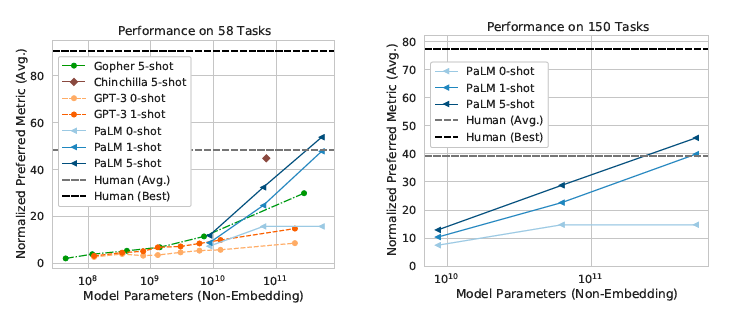 Performance on 58 Tasks
Normalized Preferred Metric (Avg.)
80
60
40
20
0
Gopher 5-shot
Chinchilla 5-shot
GPT-3 0-shot
GPT-3 1-shot
PaLM 0-shot
PaLM 1-shot
PaLM 5-shot
Human (Avg.)
Human (Best)
10^8
10^9
10^10
10^11
Model Parameters (Non-Embedding)
Performance on 150 Tasks
Normalized Preferred Metric (Avg.)
80
70
60
50
40
30
20
10
0
PaLM 0-shot
PaLM 1-shot
PaLM 5-shot
Human (Avg.)
Human (Best)
10^10
10^11
Model Parameters (Non-Embedding)